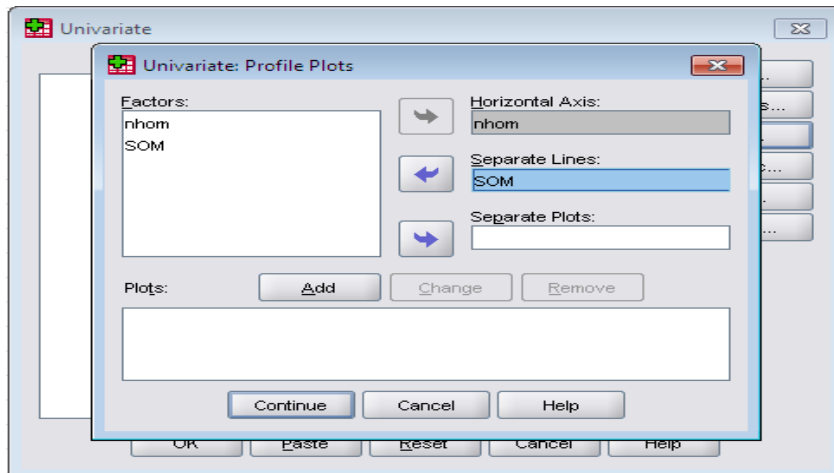 Univariate
Univariate: Profile Plots
Factors:
nhom
SOM
Horizontal Axis:
nhom
Separate Lines:
SOM
Separate Plots:
Plots:
Add
Change
Remove
Continue
Cancel
Help
OK
Paste
Reset
Cancel
Help